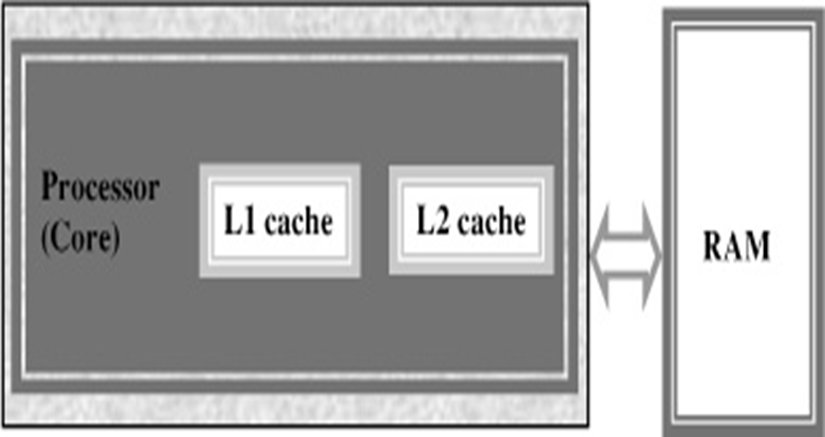 Processor
(Core)
L1 cache
L2 cache
RAM